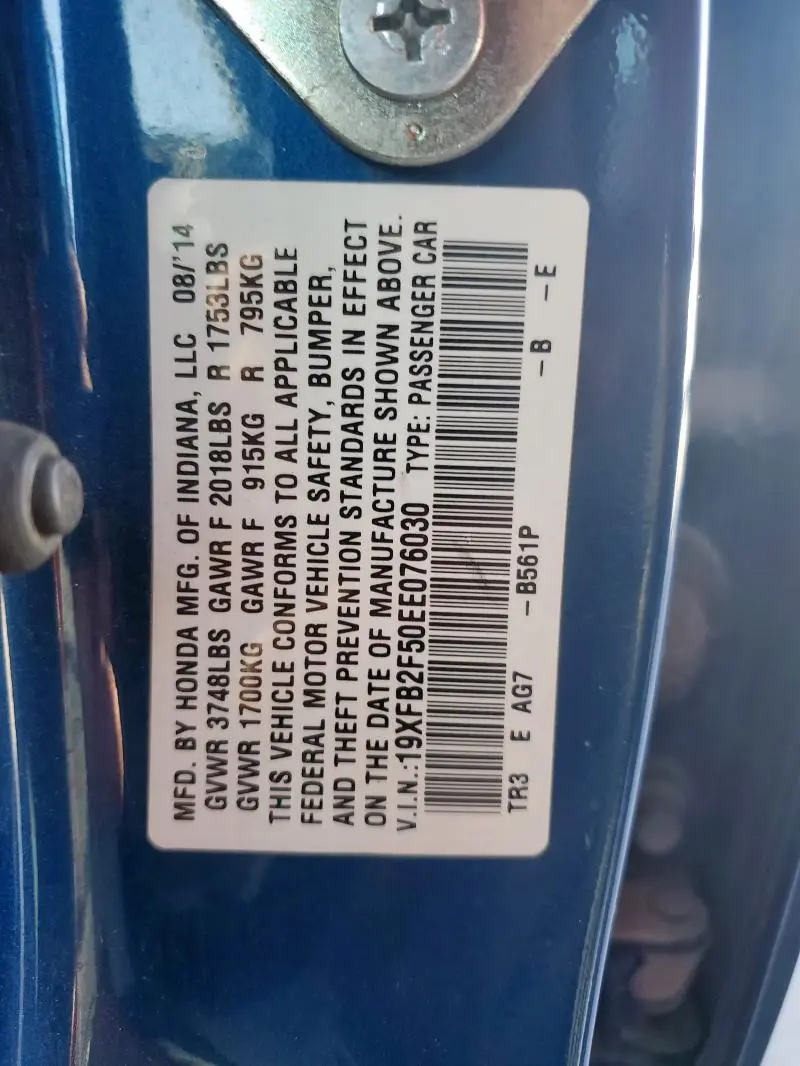 MFD. BY HONDA MFG. OF INDIANA, LLC 08/'14
GVWR 3748LBS GAWR F 2018LBS R 1753LBS
GVWR 1700KG GAWR F 915KG R 795KG
THIS VEHICLE CONFORMS TO ALL APPLICABLE
FEDERAL MOTOR VEHICLE SAFETY, BUMPER,
AND THEFT PREVENTION STANDARDS IN EFFECT
ON THE DATE OF MANUFACTURE SHOWN ABOVE.
V.I.N.:19XFB2F50EE076030 TYPE: PASSENGER CAR
TR3 E AG7 -B561P -B -E